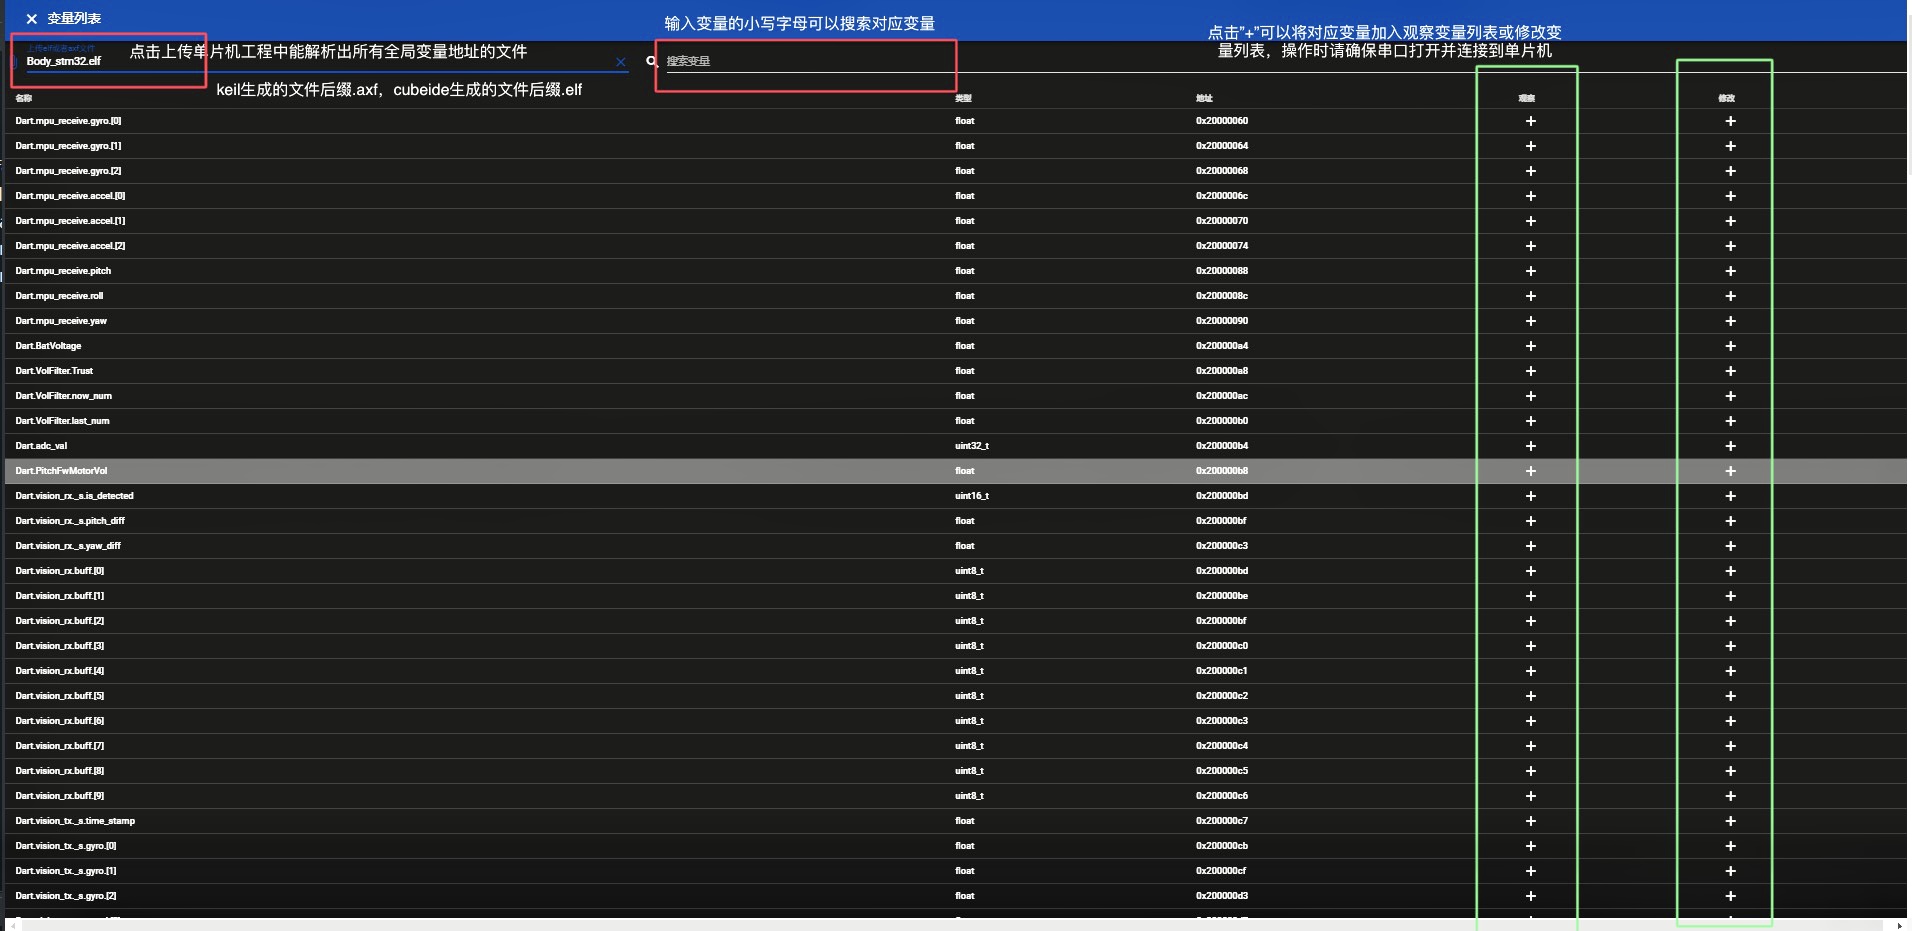 变量列表
输入变量的小写字母可以搜索对应变量
点击"+"可以将对应变量加入观察变量列表或修改变
量列表，操作时请确保串口打开并连接到单片机
上传elf或者axf文件
点击上传单片机工程中能解析出所有全局变量地址的文件
Body_stm32.elf
搜索变量
keil生成的文件后缀.axf，cubeide生成的文件后缀.elf
名称 类型 地址 观察 修改
Dart.mpu_receive.gyro.[0] float 0x20000060 + +
Dart.mpu_receive.gyro.[1] float 0x20000064 + +
Dart.mpu_receive.gyro.[2] float 0x20000068 + +
Dart.mpu_receive.accel.[0] float 0x2000006c + +
Dart.mpu_receive.accel.[1] float 0x20000070 + +
Dart.mpu_receive.accel.[2] float 0x20000074 + +
Dart.mpu_receive.pitch float 0x20000088 + +
Dart.mpu_receive.roll float 0x2000008c + +
Dart.mpu_receive.yaw float 0x20000090 + +
Dart.BatVoltage float 0x200000a4 + +
Dart.VolFilter.Trust float 0x200000a8 + +
Dart.VolFilter.now_num float 0x200000ac + +
Dart.VolFilter.last_num float 0x200000b0 + +
Dart.adc_val uint32_t 0x200000b4 + +
Dart.PitchFwMotorVol float 0x200000b8 + +
Dart.vision_rx._s.is_detected uint16_t 0x200000bd + +
Dart.vision_rx._s.pitch_diff float 0x200000bf + +
Dart.vision_rx._s.yaw_diff float 0x200000c3 + +
Dart.vision_rx.buff.[0] uint8_t 0x200000bd + +
Dart.vision_rx.buff.[1] uint8_t 0x200000be + +
Dart.vision_rx.buff.[2] uint8_t 0x200000bf + +
Dart.vision_rx.buff.[3] uint8_t 0x200000c0 + +
Dart.vision_rx.buff.[4] uint8_t 0x200000c1 + +
Dart.vision_rx.buff.[5] uint8_t 0x200000c2 + +
Dart.vision_rx.buff.[6] uint8_t 0x200000c3 + +
Dart.vision_rx.buff.[7] uint8_t 0x200000c4 + +
Dart.vision_rx.buff.[8] uint8_t 0x200000c5 + +
Dart.vision_rx.buff.[9] uint8_t 0x200000c6 + +
Dart.vision_tx._s.time_stamp float 0x200000c7 + +
Dart.vision_tx._s.gyro.[0] float 0x200000cb + +
Dart.vision_tx._s.gyro.[1] float 0x200000cf + +
Dart.vision_tx._s.gyro.[2] float 0x200000d3 + +